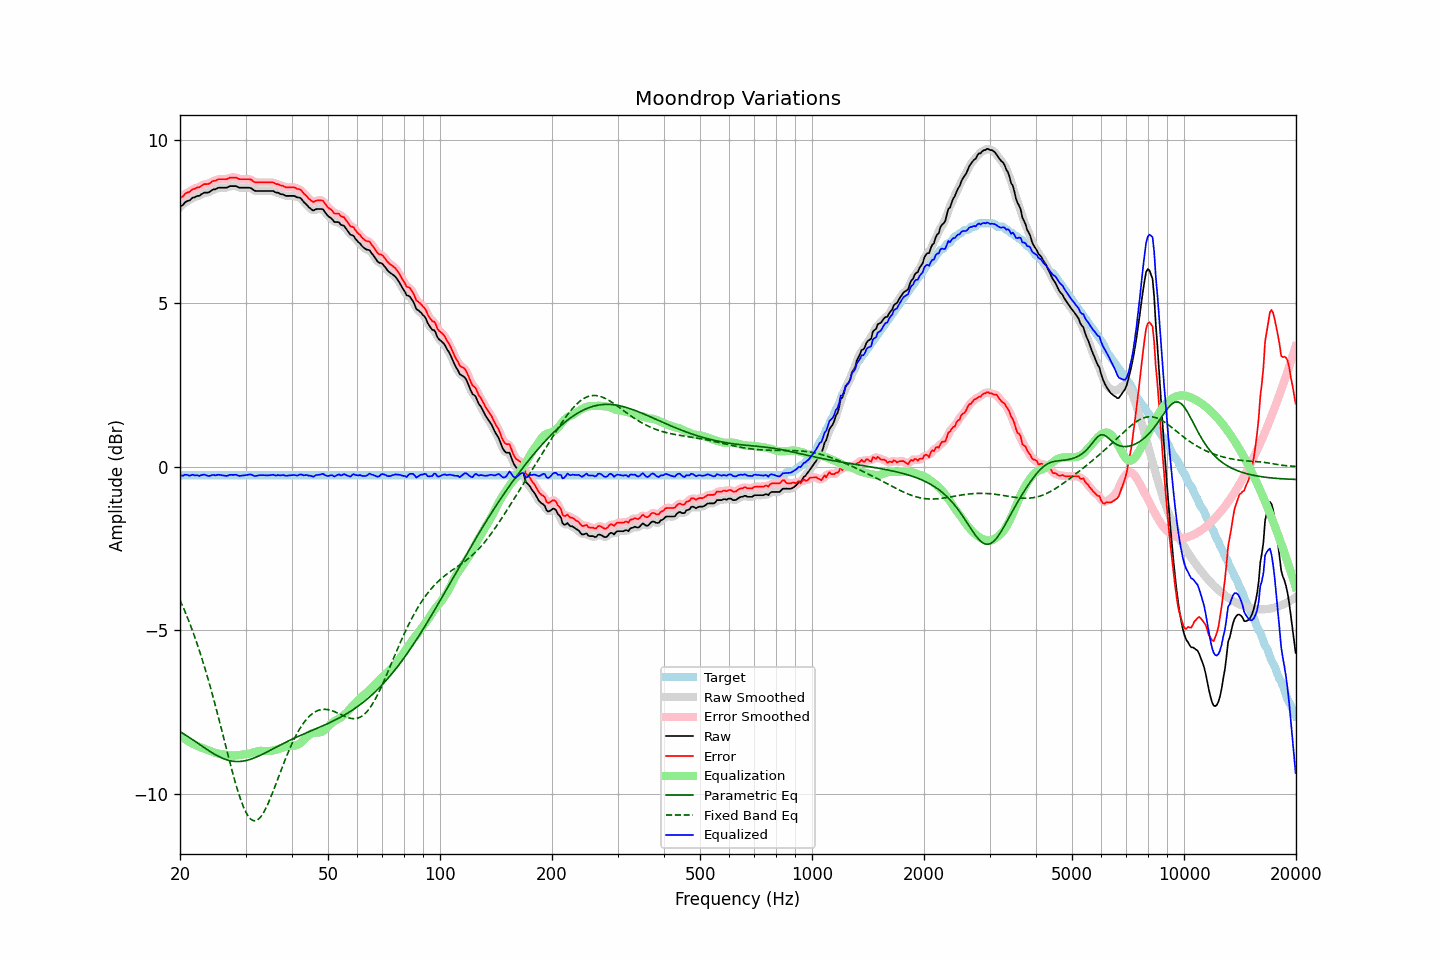 Moondrop Variations
Amplitude (dBr)
10
5
0
−5
−10
Target
Raw Smoothed
Error Smoothed
Raw
Error
Equalization
Parametric Eq
Fixed Band Eq
Equalized
20 50 100 200 500 1000 2000 5000 10000 20000
Frequency (Hz)